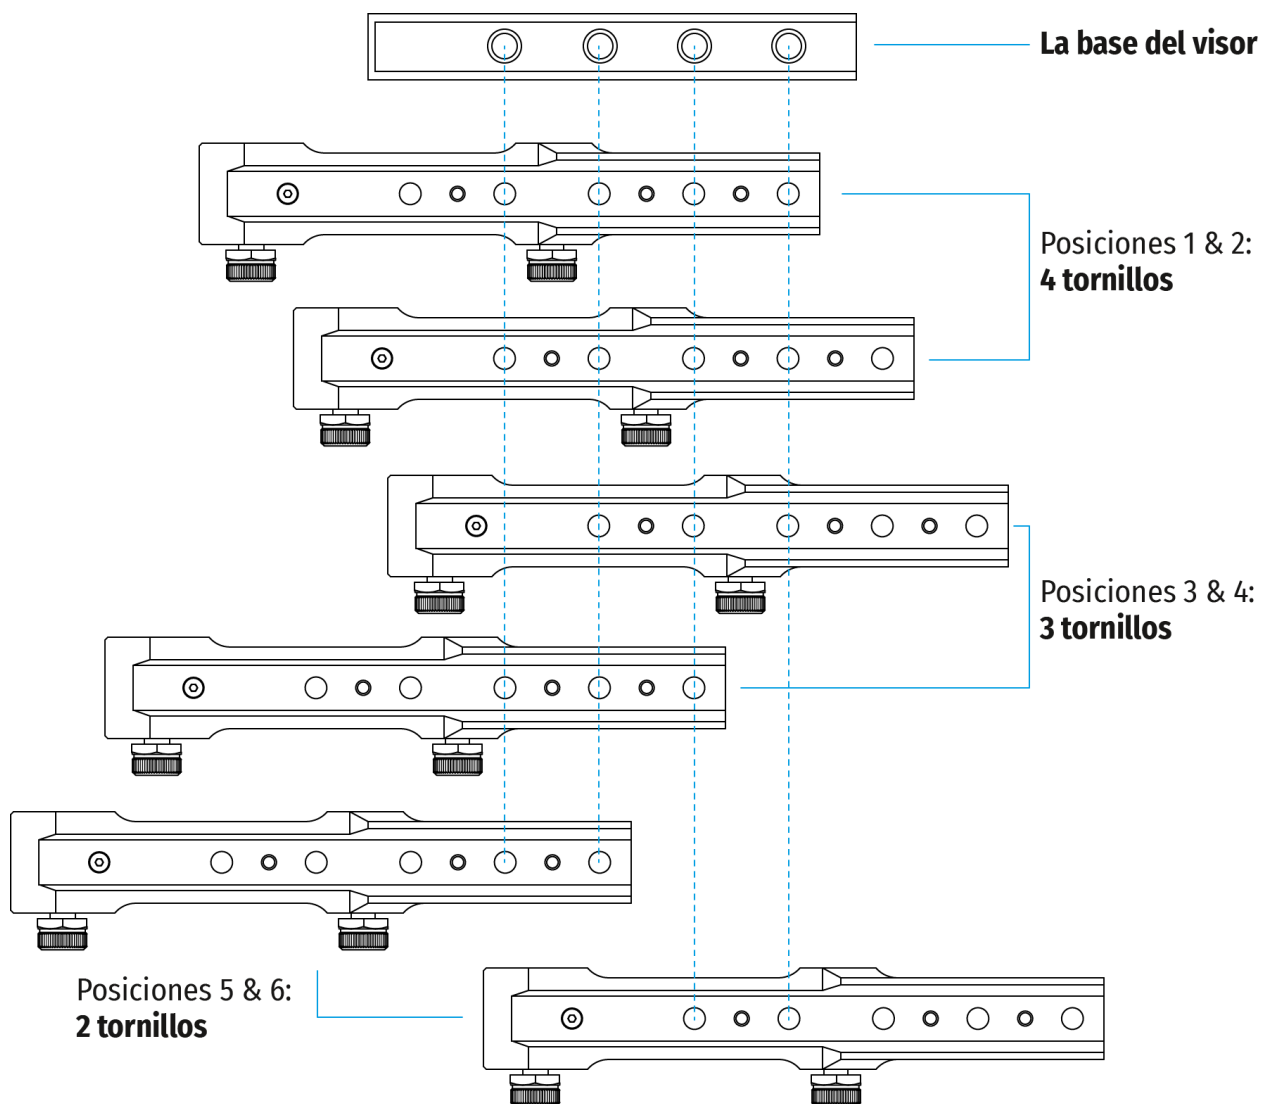 La base del visor
Posiciones 1 & 2:
4 tornillos
Posiciones 3 & 4:
3 tornillos
Posiciones 5 & 6:
2 tornillos